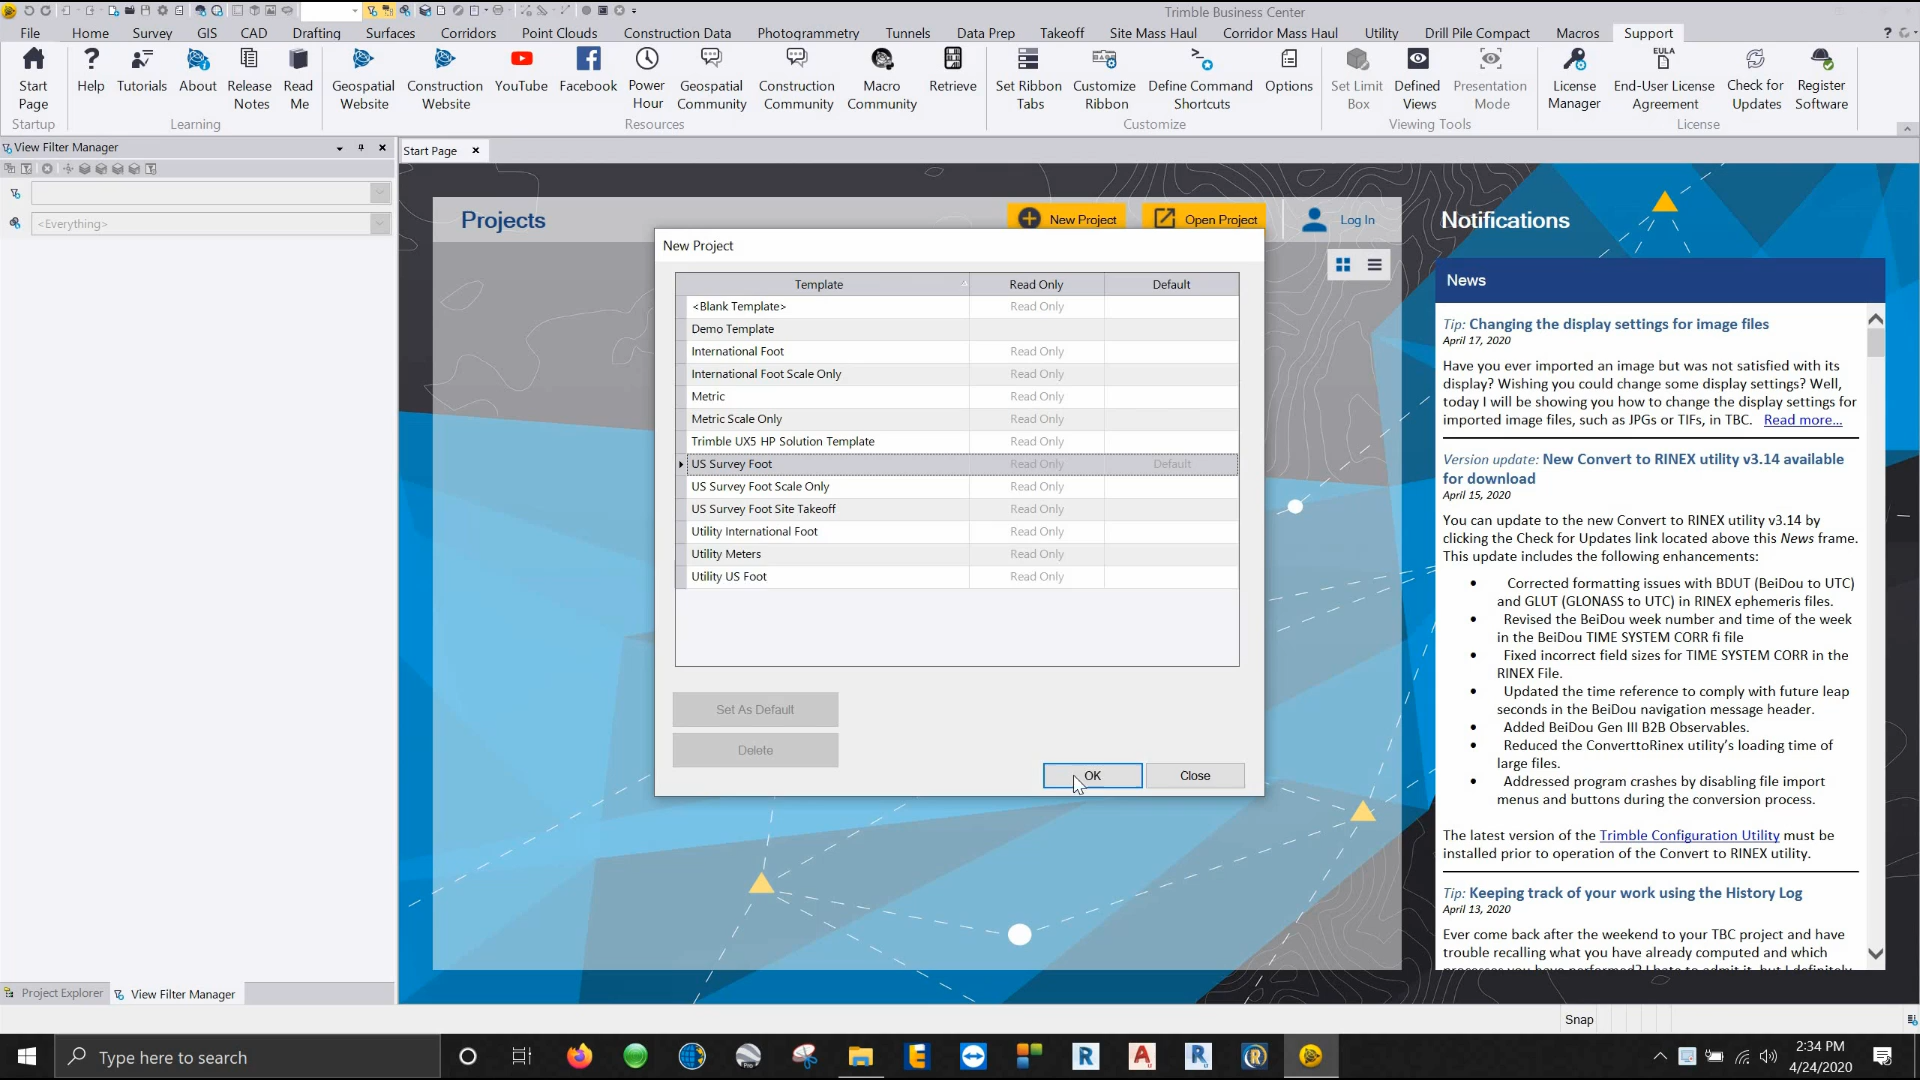 Trimble Business Center
File Home Survey GIS CAD Drafting Surfaces Corridors Point Clouds Construction Data Photogrammetry Tunnels Data Prep Takeoff Site Mass Haul Corridor Mass Haul Utility Drill Pile Compact Macros Support
Start Page
Help
Tutorials
About
Release Notes
Read Me
Geospatial Website
Construction Website
YouTube
Facebook
Power Hour
Geospatial Community
Construction Community
Macro Community
Retrieve
Set Ribbon Tabs
Customize Ribbon
Define Command Shortcuts
Options
Set Limit Box
Defined Views
Presentation Mode
License Manager
EULA
End-User License Agreement
Check for Updates
Register Software
Startup Learning Resources Customize Viewing Tools License
View Filter Manager
<Everything>
Start Page
Projects
New Project
Open Project
Log In
New Project
Template Read Only Default
<Blank Template> Read Only
Demo Template
International Foot Read Only
International Foot Scale Only Read Only
Metric Read Only
Metric Scale Only Read Only
Trimble UX5 HP Solution Template Read Only
US Survey Foot Read Only Default
US Survey Foot Scale Only Read Only
US Survey Foot Site Takeoff Read Only
Utility International Foot Read Only
Utility Meters Read Only
Utility US Foot Read Only
Set As Default
Delete
OK
Close
Notifications
News
Tip: Changing the display settings for image files
April 17, 2020
Have you ever imported an image but was not satisfied with its
display? Wishing you could change some display settings? Well,
today I will be showing you how to change the display settings for
imported image files, such as JPGs or TIFs, in TBC. Read more...
Version update: New Convert to RINEX utility v3.14 available
for download
April 15, 2020
You can update to the new Convert to RINEX utility v3.14 by
clicking the Check for Updates link located above this News frame.
This update includes the following enhancements:
• Corrected formatting issues with BDUT (BeiDou to UTC)
and GLUT (GLONASS to UTC) in RINEX ephemeris files.
• Revised the BeiDou week number and time of the week
in the BeiDou TIME SYSTEM CORR fi file
• Fixed incorrect field sizes for TIME SYSTEM CORR in the
RINEX File.
• Updated the time reference to comply with future leap
seconds in the BeiDou navigation message header.
• Added BeiDou Gen III B2B Observables.
• Reduced the ConverttoRinex utility's loading time of
large files.
• Addressed program crashes by disabling file import
menus and buttons during the conversion process.
The latest version of the Trimble Configuration Utility must be
installed prior to operation of the Convert to RINEX utility.
Tip: Keeping track of your work using the History Log
April 13, 2020
Ever come back after the weekend to your TBC project and have
trouble recalling what you have already computed and which
Project Explorer
View Filter Manager
Snap
Type here to search
2:34 PM
4/24/2020